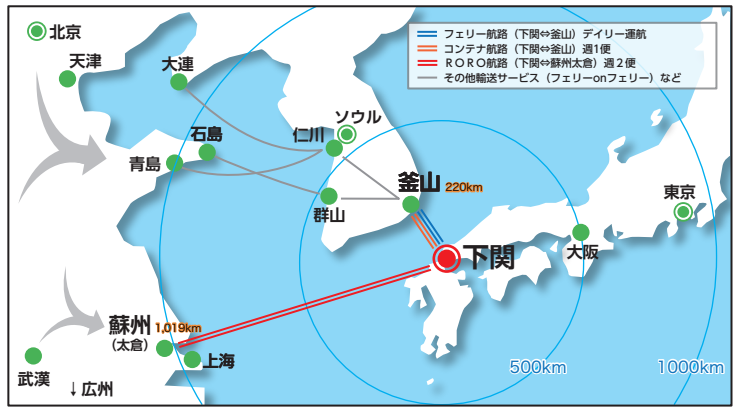 北京
天津
大連
ソウル
石島
仁川
青島
釜山 220km
群山
東京
下関
大阪
蘇州 1,019km
(太倉)
上海
武漢
↓広州
500km
1000km
フェリー航路(下関⇔釜山)デイリー運航
コンテナ航路(下関⇔釜山)週1便
RORO航路(下関⇔蘇州太倉)週2便
その他輸送サービス(フェリーonフェリー)など